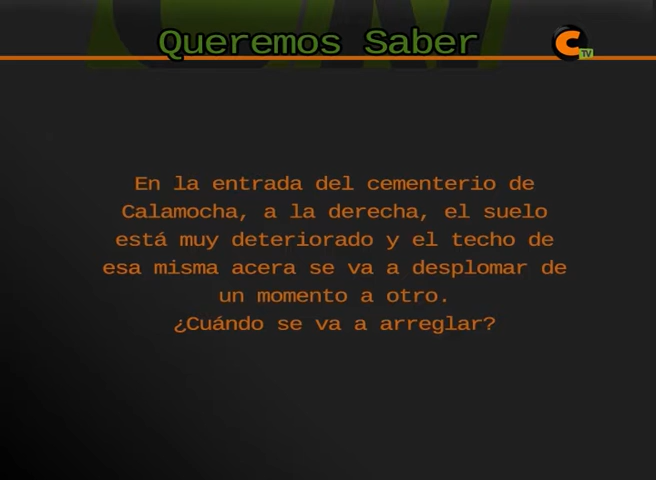 Queremos Saber
C
TV
En la entrada del cementerio de
Calamocha, a la derecha, el suelo
está muy deteriorado y el techo de
esa misma acera se va a desplomar de
un momento a otro.
¿Cuándo se va a arreglar?